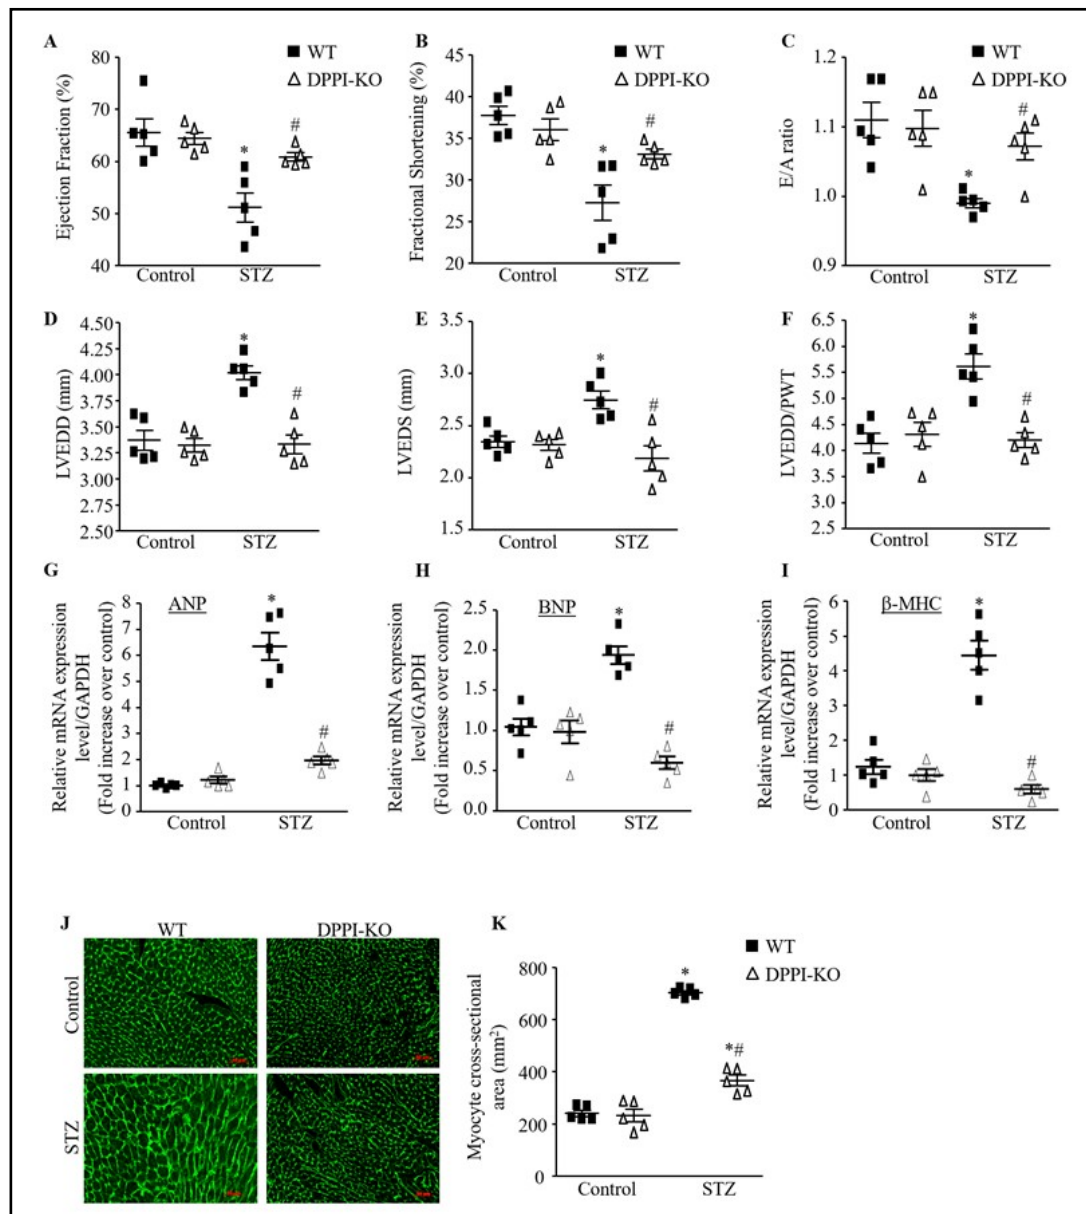 A
WT
DPPI-KO
Ejection Fraction (%)
80
70
60
50
40
*
#
Control
STZ
B
WT
DPPI-KO
Fractional Shortening (%)
45
40
35
30
25
20
*
#
Control
STZ
C
WT
DPPI-KO
E/A ratio
1.2
1.1
1.0
0.9
*
#
Control
STZ
D
LVEDD (mm)
4.50
4.25
4.00
3.75
3.50
3.25
3.00
2.75
2.50
*
#
Control
STZ
E
LVEDS (mm)
3.5
3.0
2.5
2.0
1.5
*
#
Control
STZ
F
LVEDD/PWT
6.5
6.0
5.5
5.0
4.5
4.0
3.5
3.0
2.5
*
#
Control
STZ
G
ANP
Relative mRNA expression
level/GAPDH
(Fold increase over control)
8
7
6
5
4
3
2
1
0
*
#
Control
STZ
H
BNP
Relative mRNA expression
level/GAPDH
(Fold increase over control)
2.5
2.0
1.5
1.0
0.5
0.0
*
#
Control
STZ
I
β-MHC
Relative mRNA expression
level/GAPDH
(Fold increase over control)
6
5
4
3
2
1
0
*
#
Control
STZ
J
WT
DPPI-KO
Control
STZ
K
WT
DPPI-KO
Myocyte cross-sectional
area (mm²)
800
600
400
200
0
*
*#
Control
STZ